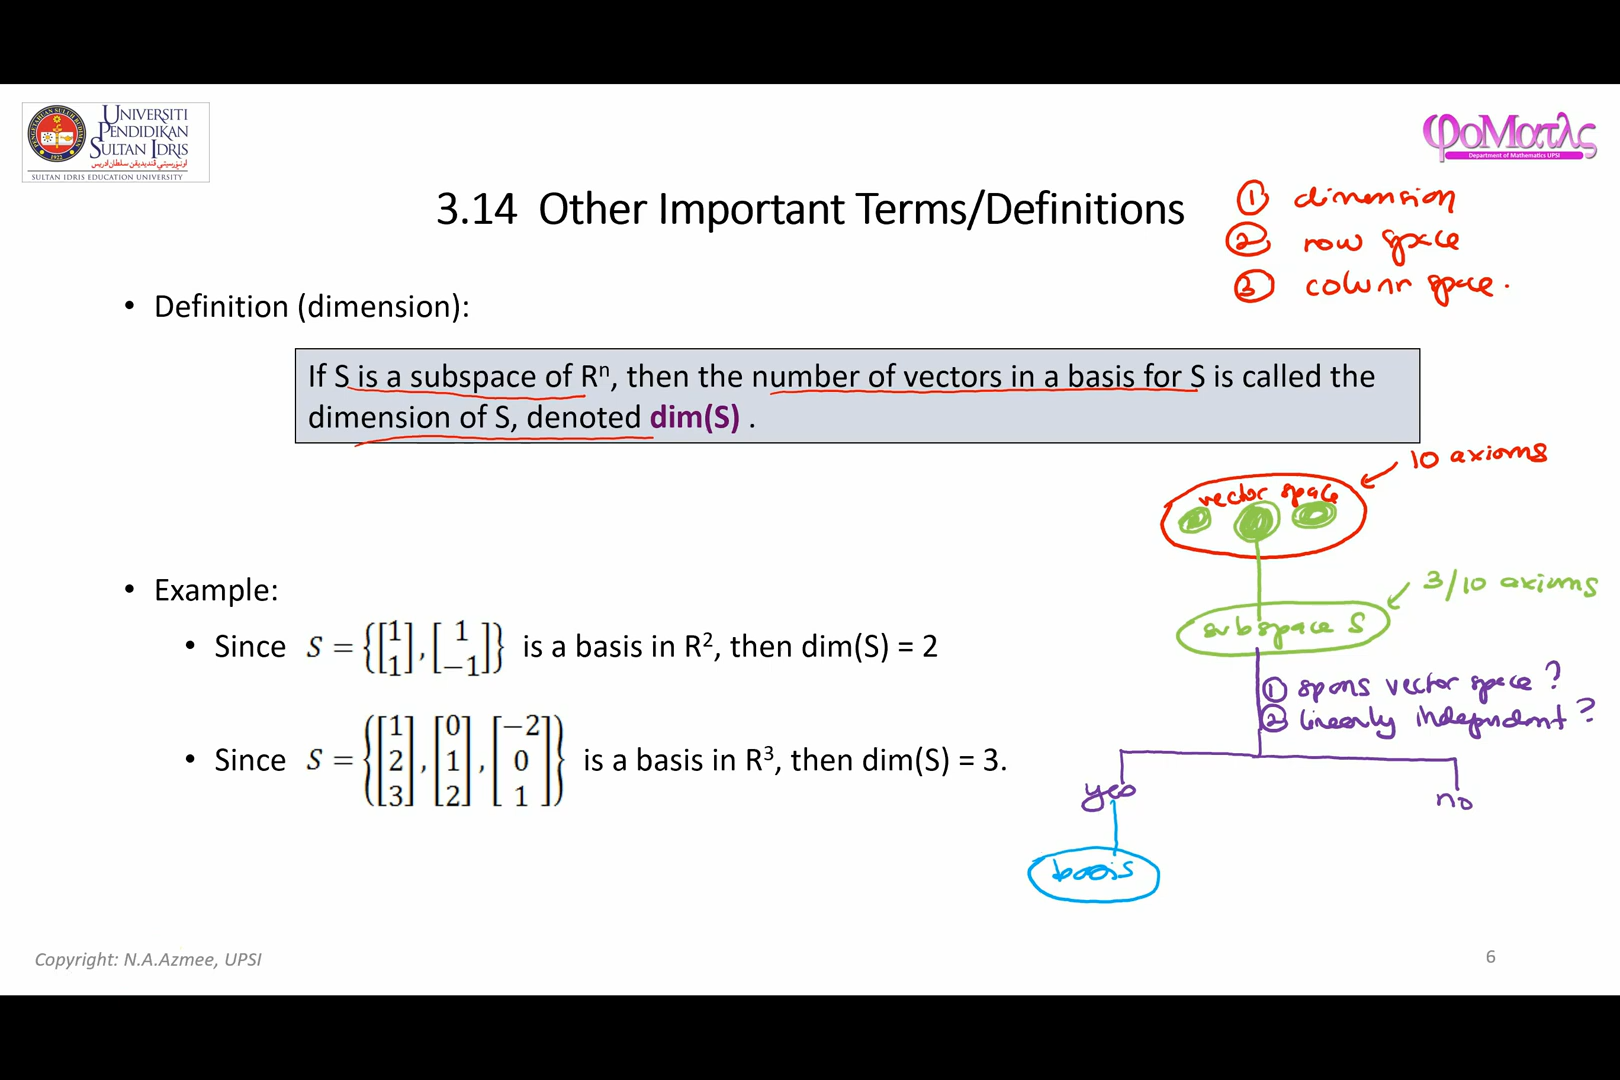 UNIVERSITI
PENDIDIKAN
SULTAN IDRIS
اونيۏرسيتي ڤنديديقن سلطان ادريس
SULTAN IDRIS EDUCATION UNIVERSITY
φoMατλς
Department of Mathematics UPSI
3.14 Other Important Terms/Definitions
① dimension
② row space
③ column space.
• Definition (dimension):
If S is a subspace of Rⁿ, then the number of vectors in a basis for S is called the
dimension of S, denoted dim(S) .
10 axioms
vector space
3/10 axioms
subspace S
① spans vector space?
② linearly independent?
yes
no
basis
• Example:
• Since S = {[1 1], [1 −1]} is a basis in R², then dim(S) = 2
• Since S = {[1 2 3], [0 1 2], [−2 0 1]} is a basis in R³, then dim(S) = 3.
Copyright: N.A.Azmee, UPSI
6